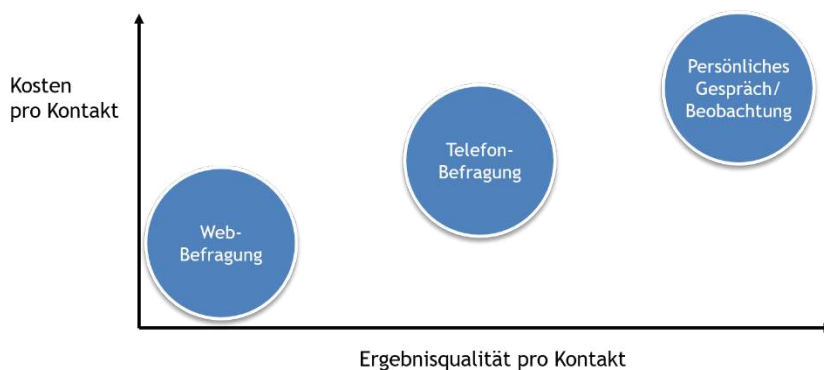 Kosten
pro Kontakt
Persönliches
Gespräch/
Beobachtung
Telefon-
Befragung
Web-
Befragung
Ergebnisqualität pro Kontakt